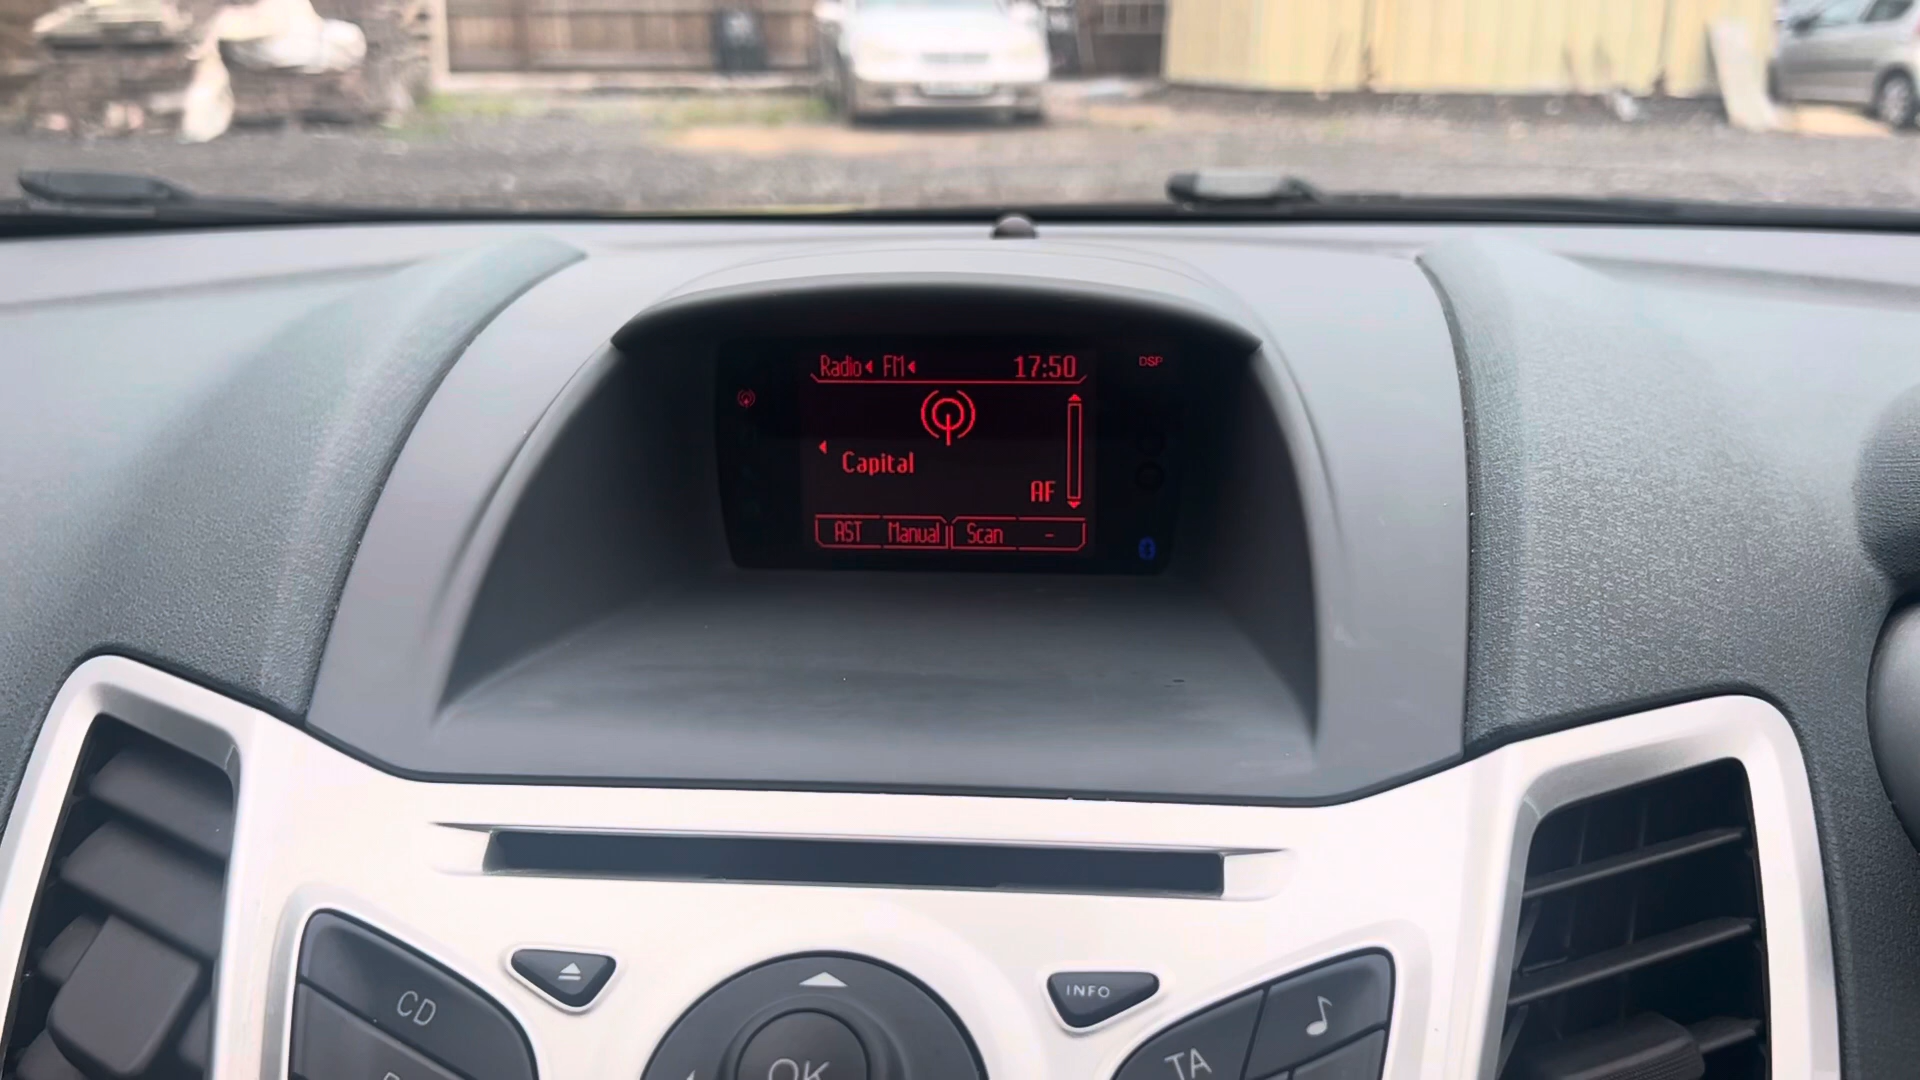 Radio FM 17:50
DSP
Capital
AF
AST Manual Scan -
INFO
CD
TA
OK